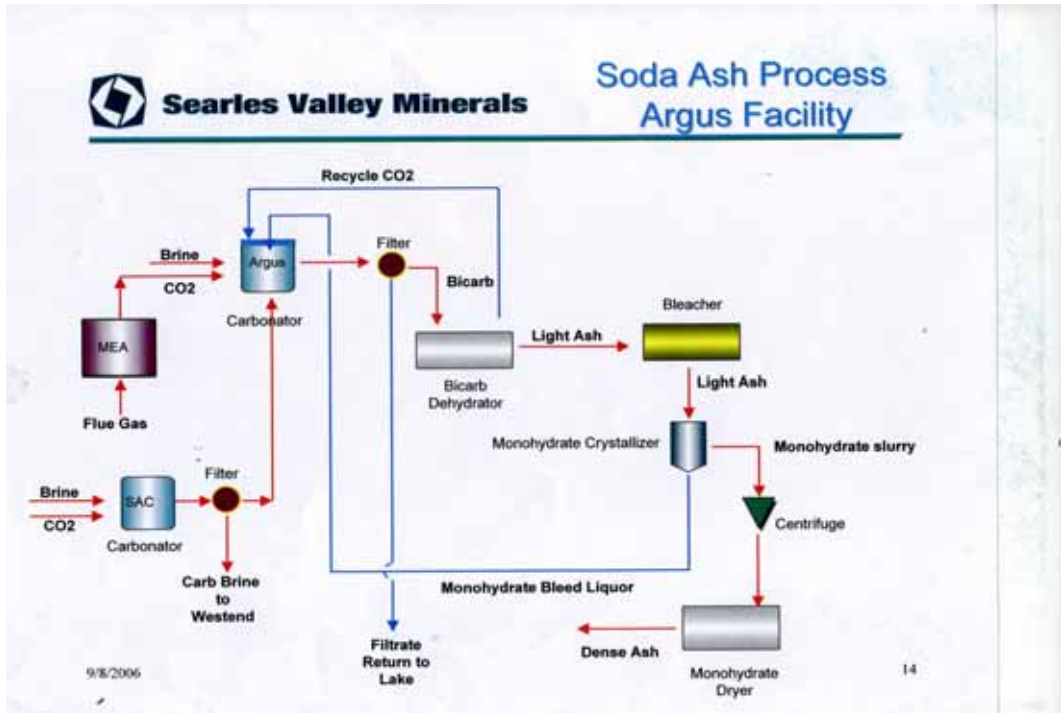 Searles Valley Minerals
Soda Ash Process
Argus Facility
Recycle CO2
Brine
CO2
Argus
Carbonator
Filter
Bicarb
MEA
Flue Gas
Bicarb
Dehydrator
Light Ash
Bleacher
Light Ash
Monohydrate Crystallizer
Monohydrate slurry
Centrifuge
Brine
CO2
SAC
Carbonator
Filter
Carb Brine
to
Westend
Monohydrate Bleed Liquor
Filtrate
Return to
Lake
Dense Ash
Monohydrate
Dryer
9/8/2006
14